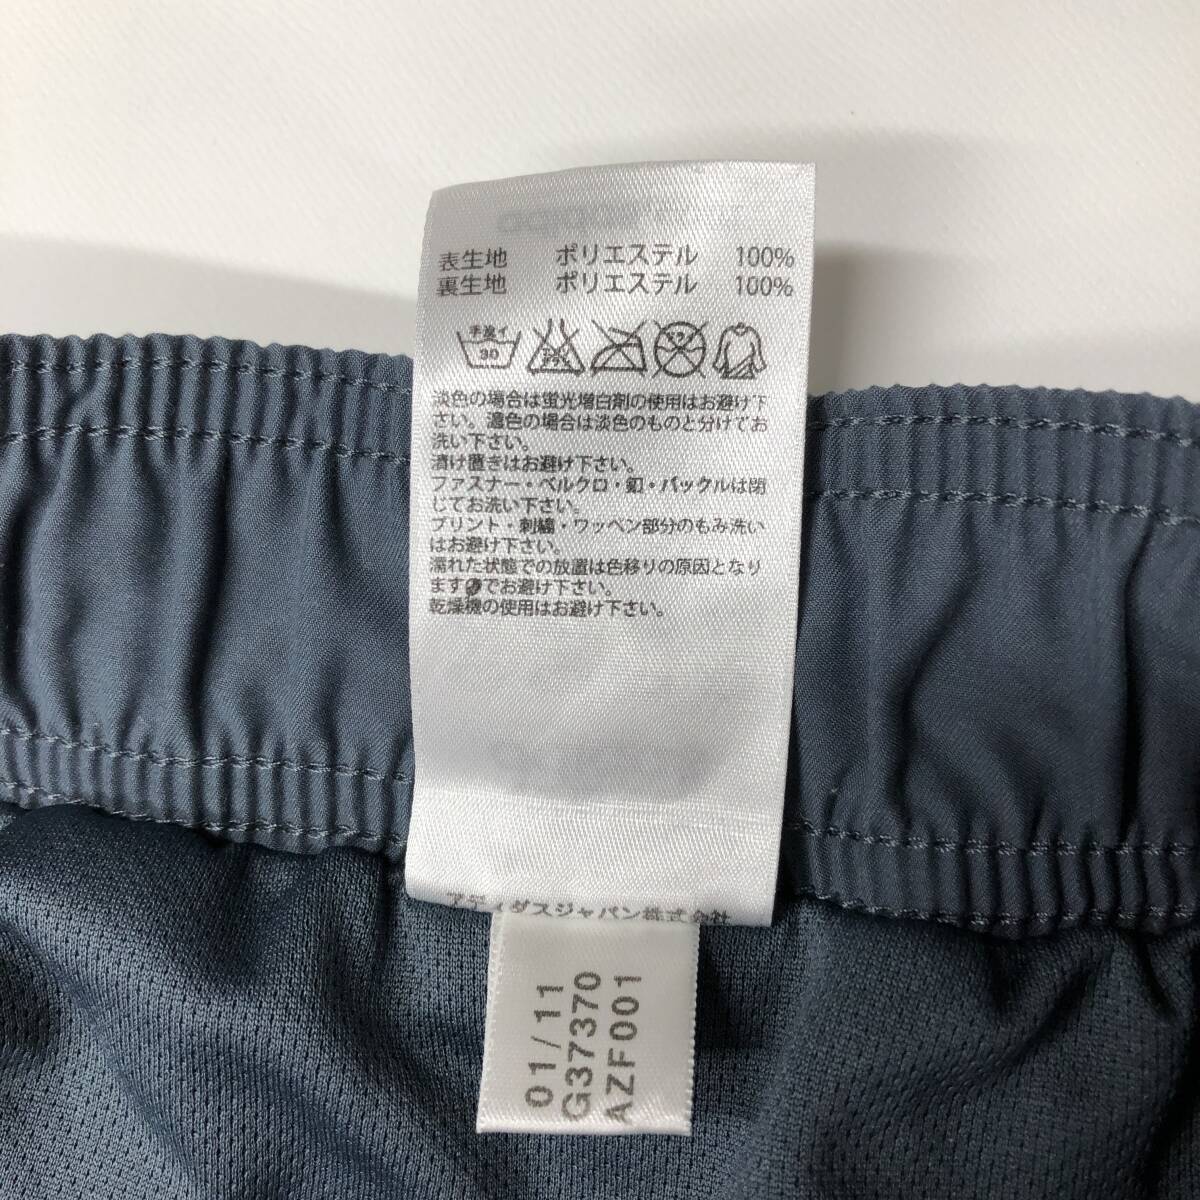 表生地 ポリエステル 100%
裏生地 ポリエステル 100%
手洗イ
30
エンソ
サラシ
ドライ
淡色の場合は蛍光増白剤の使用はお避け下
さい。濃色の場合は淡色のものと分けてお
洗い下さい。
漬け置きはお避け下さい。
ファスナー・ベルクロ・釦・バックルは閉
じてお洗い下さい。
プリント・刺繍・ワッペン部分のもみ洗い
はお避け下さい。
濡れた状態での放置は色移りの原因となり
ますのでお避け下さい。
乾燥機の使用はお避け下さい。
アディダスジャパン株式会社
01/11
G37370
AZF001